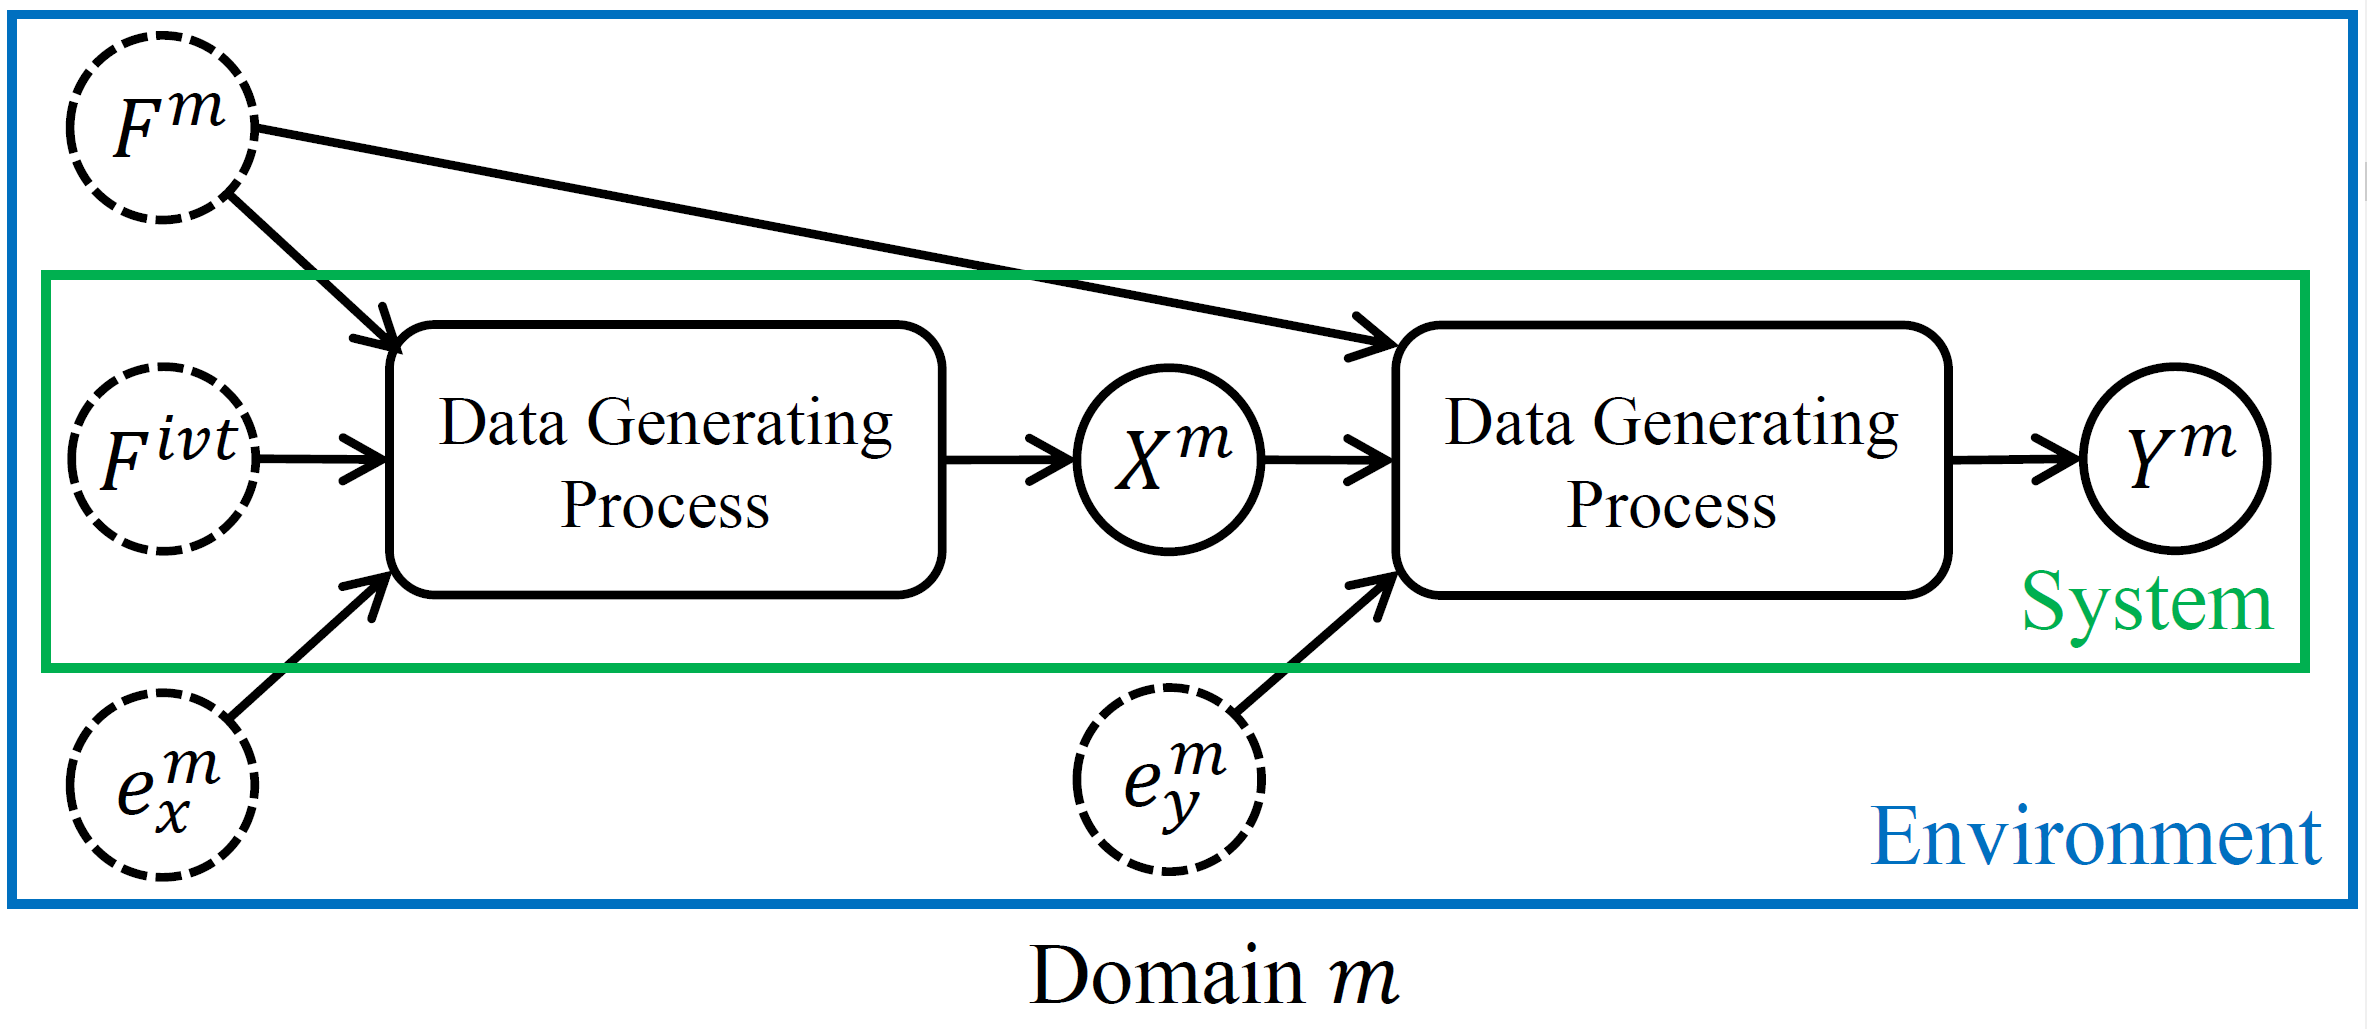 F^m
F^{ivt}
Data Generating
Process
X^m
Data Generating
Process
Y^m
System
e_x^m
e_y^m
Environment
Domain m